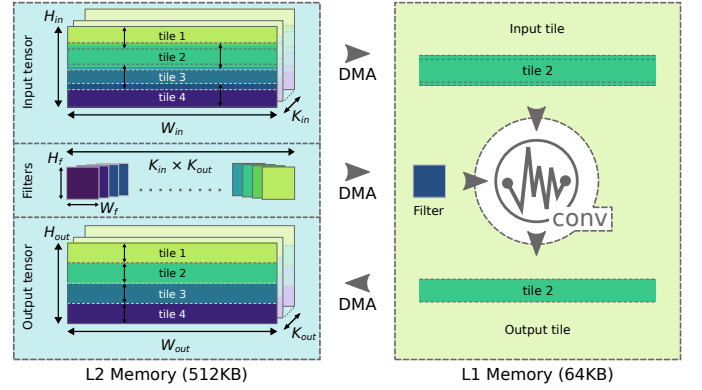 H_in
Input tensor
tile 1
tile 2
tile 3
tile 4
W_in
K_in
DMA
H_f
Filters
K_in × K_out
W_f
DMA
H_out
Output tensor
tile 1
tile 2
tile 3
tile 4
W_out
K_out
DMA
L2 Memory (512KB)
Input tile
tile 2
Filter
conv
tile 2
Output tile
L1 Memory (64KB)